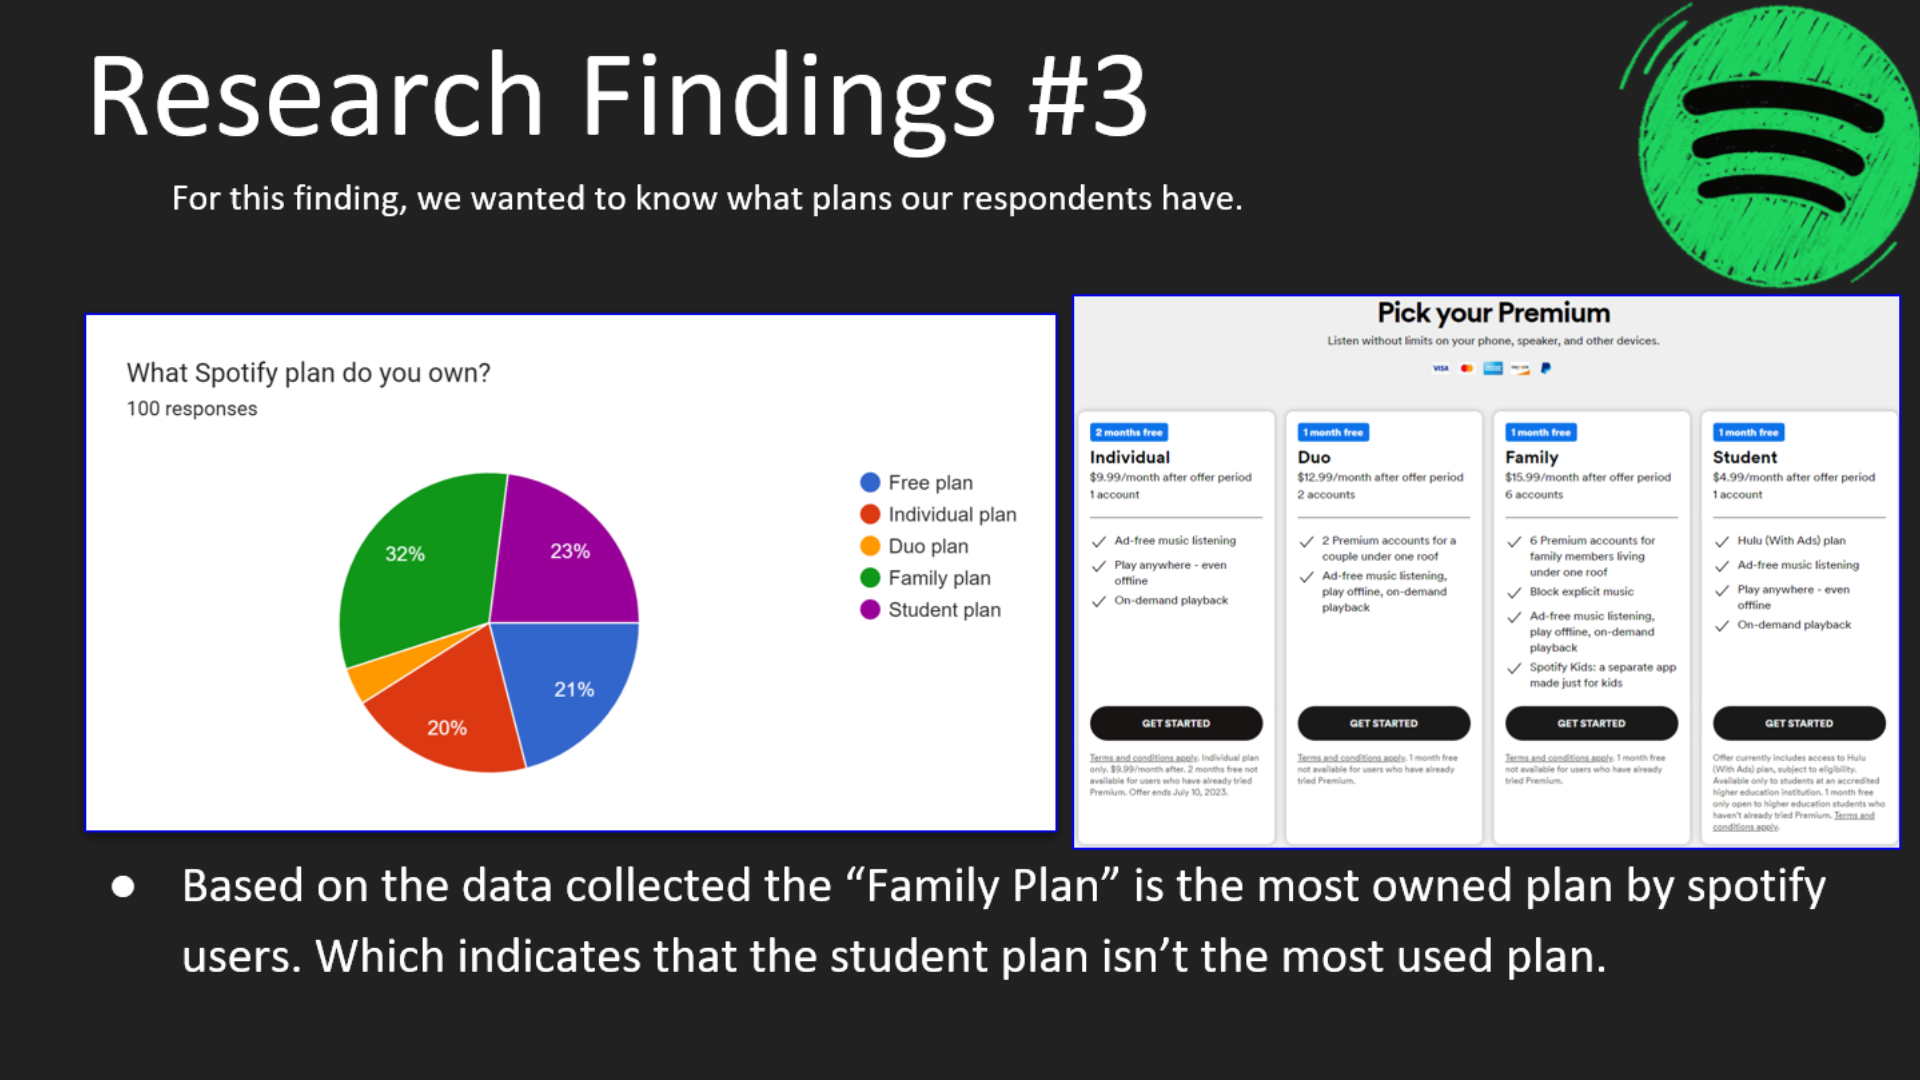 Research Findings #3
For this finding, we wanted to know what plans our respondents have.
What Spotify plan do you own?
100 responses
32%
23%
21%
20%
Free plan
Individual plan
Duo plan
Family plan
Student plan
Pick your Premium
Listen without limits on your phone, speaker, and other devices.
VISA
2 months free
Individual
$9.99/month after offer period
1 account
Ad-free music listening
Play anywhere - even
offline
On-demand playback
GET STARTED
Terms and conditions apply. Individual plan
only. $9.99/month after. 2 months free not
available for users who have already tried
Premium. Offer ends July 10, 2023.
1 month free
Duo
$12.99/month after offer period
2 accounts
2 Premium accounts for a
couple under one roof
Ad-free music listening,
play offline, on-demand
playback
GET STARTED
Terms and conditions apply. 1 month free
not available for users who have already
tried Premium.
1 month free
Family
$15.99/month after offer period
6 accounts
6 Premium accounts for
family members living
under one roof
Block explicit music
Ad-free music listening,
play offline, on-demand
playback
Spotify Kids: a separate app
made just for kids
GET STARTED
Terms and conditions apply. 1 month free
not available for users who have already
tried Premium.
1 month free
Student
$4.99/month after offer period
1 account
Hulu (With Ads) plan
Ad-free music listening
Play anywhere - even
offline
On-demand playback
GET STARTED
Offer currently includes access to Hulu
(With Ads) plan, subject to eligibility.
Available only to students at an accredited
higher education institution. 1 month free
only open to higher education students who
haven't already tried Premium. Terms and
conditions apply.
● Based on the data collected the “Family Plan” is the most owned plan by spotify
users. Which indicates that the student plan isn’t the most used plan.